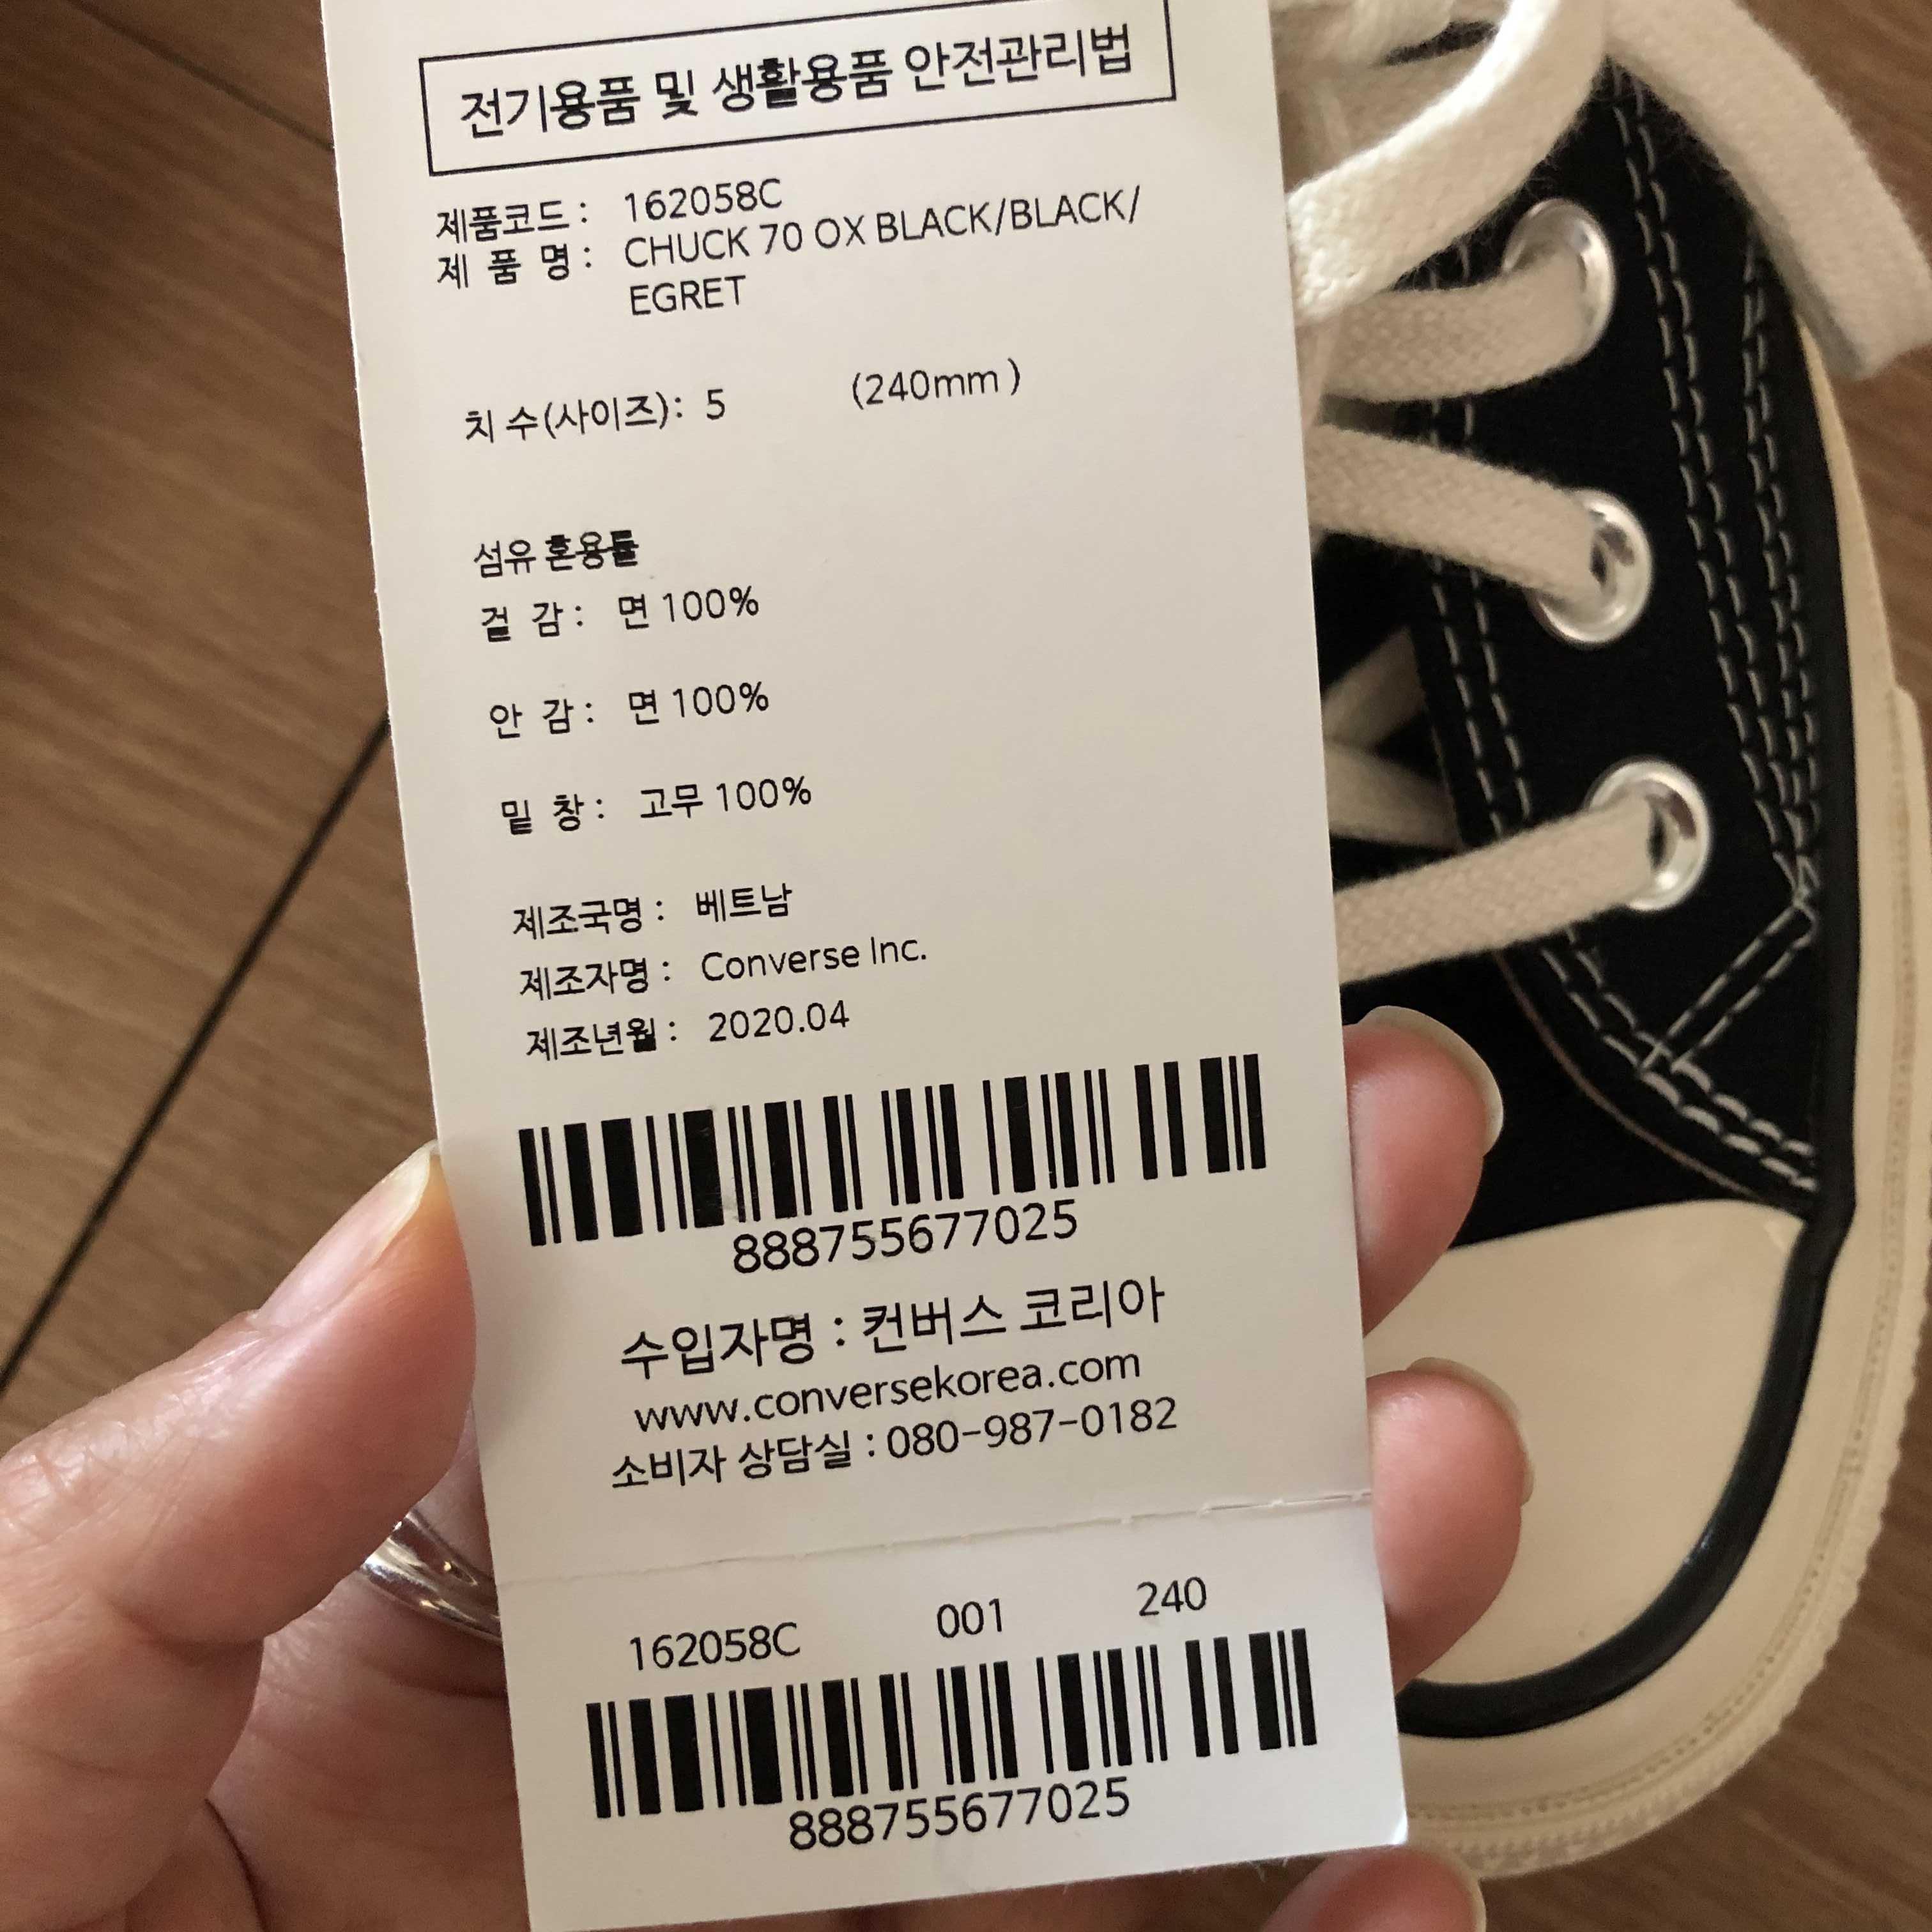 전기용품 및 생활용품 안전관리법
제품코드 : 162058C
제 품 명 : CHUCK 70 OX BLACK/BLACK/
EGRET
치 수(사이즈) : 5 (240mm )
섬유 혼용률
겉 감 : 면 100%
안 감 : 면 100%
밑 창 : 고무 100%
제조국명 : 베트남
제조자명 : Converse Inc.
제조년월 : 2020.04
888755677025
수입자명 : 컨버스 코리아
www.conversekorea.com
소비자 상담실 : 080-987-0182
162058C 001 240
888755677025